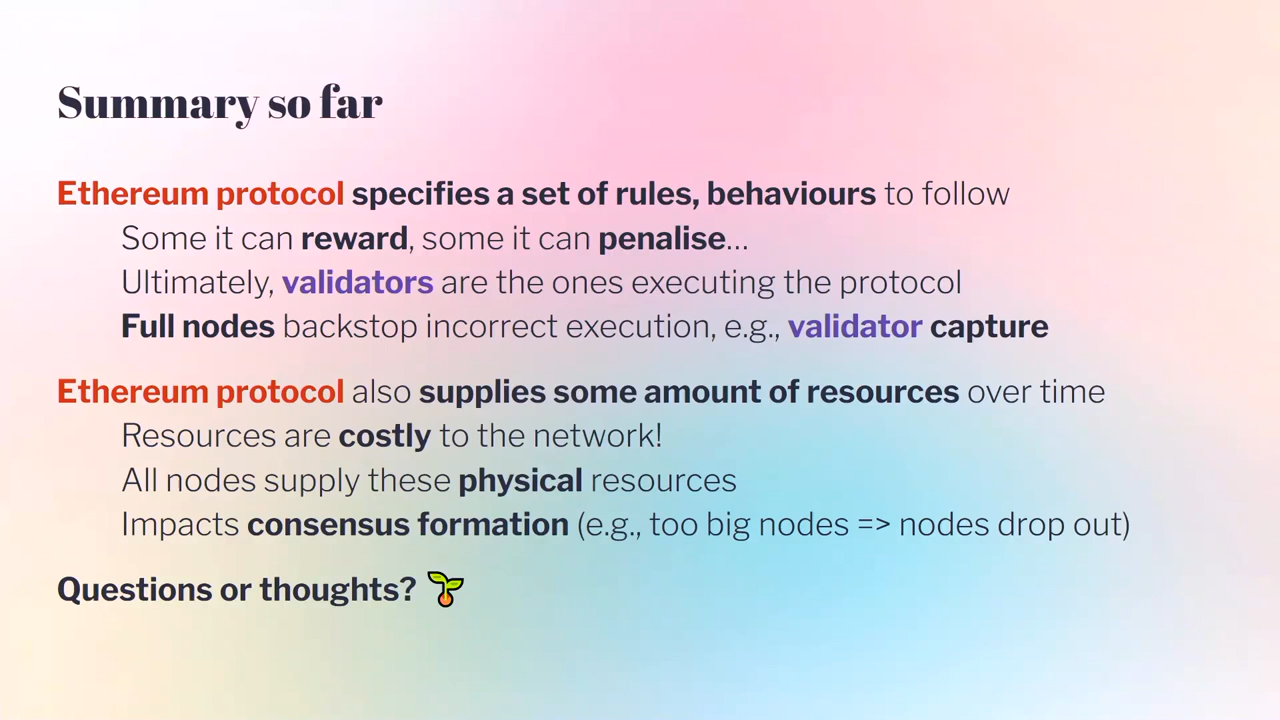 Summary so far
Ethereum protocol specifies a set of rules, behaviours to follow
Some it can reward, some it can penalise...
Ultimately, validators are the ones executing the protocol
Full nodes backstop incorrect execution, e.g., validator capture
Ethereum protocol also supplies some amount of resources over time
Resources are costly to the network!
All nodes supply these physical resources
Impacts consensus formation (e.g., too big nodes => nodes drop out)
Questions or thoughts? 🌱